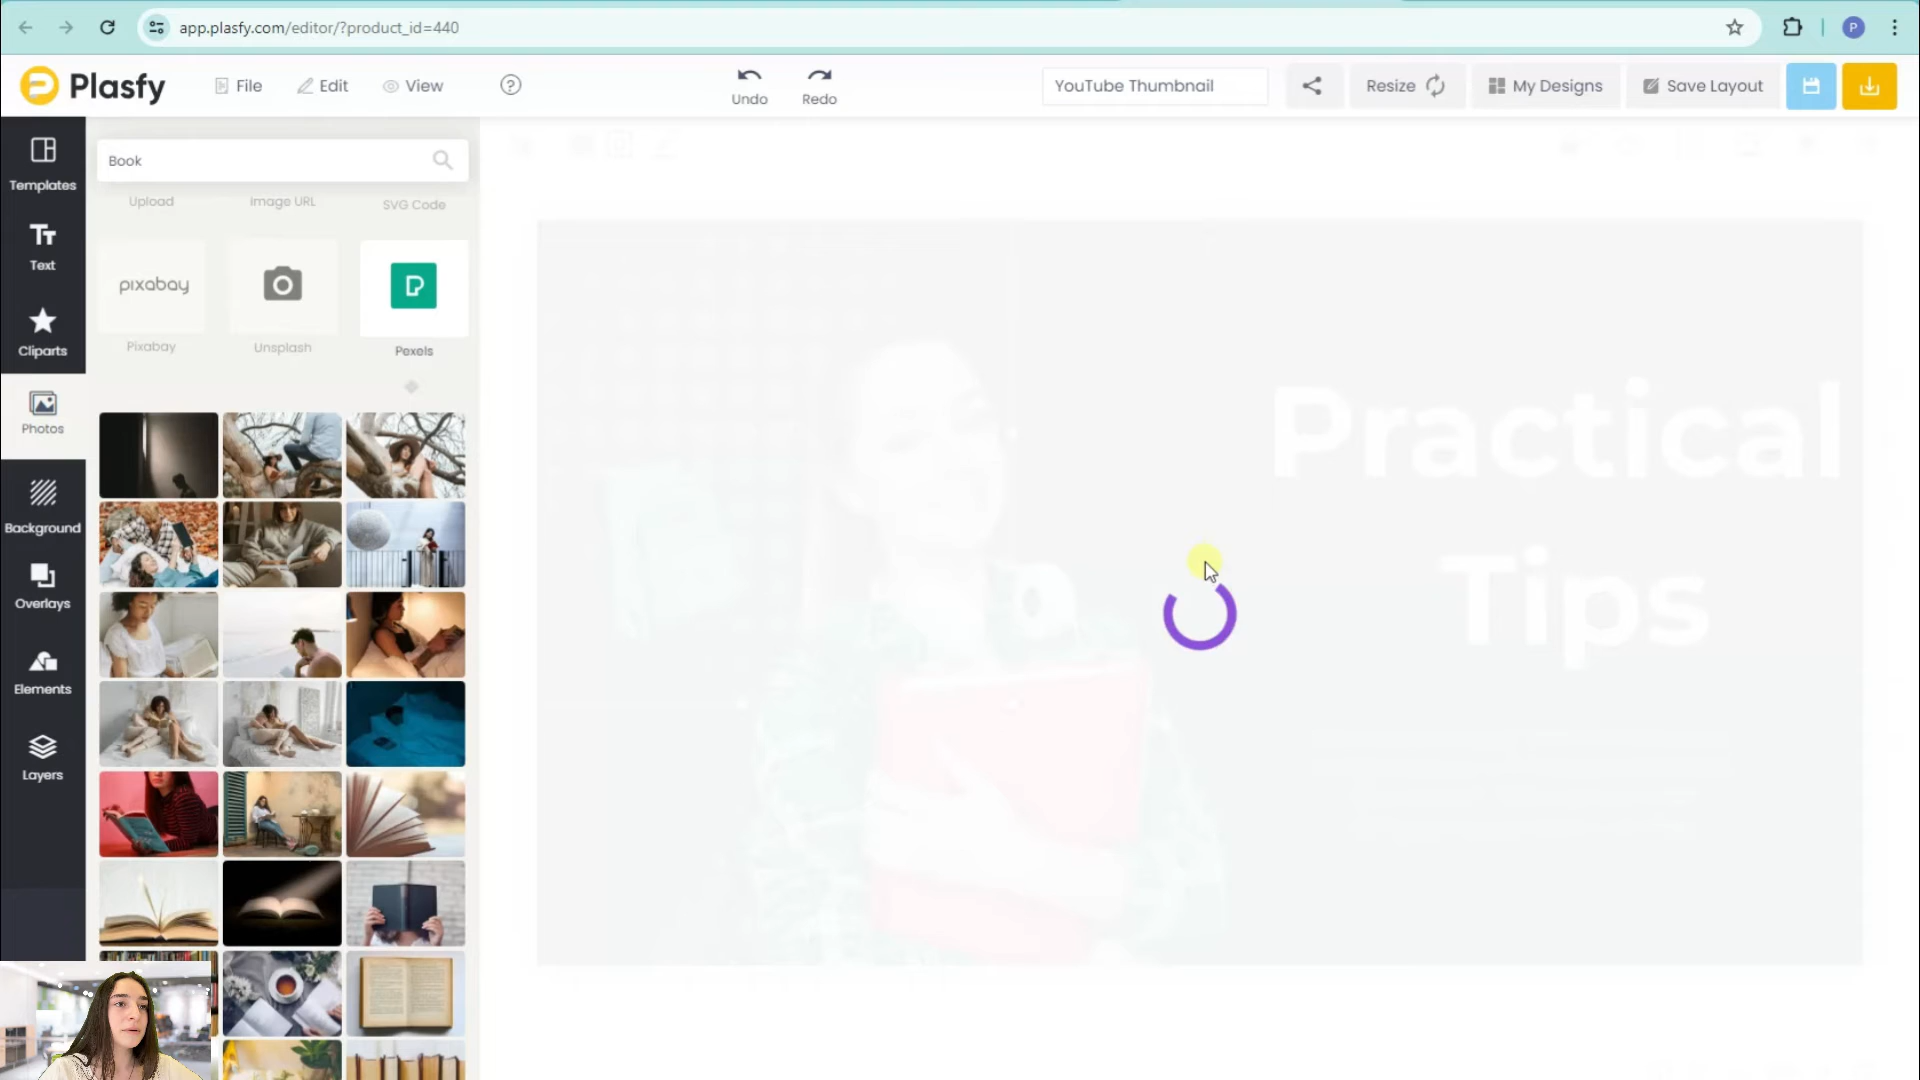 app.plasfy.com/editor/?product_id=440
P
Plasfy
File
Edit
View
?
Undo
Redo
YouTube Thumbnail
Resize
My Designs
Save Layout
Templates
Text
Cliparts
Photos
Background
Overlays
Elements
Layers
Book
Upload
Image URL
SVG Code
pixabay
Pixabay
Unsplash
Pexels
Practical
Tips